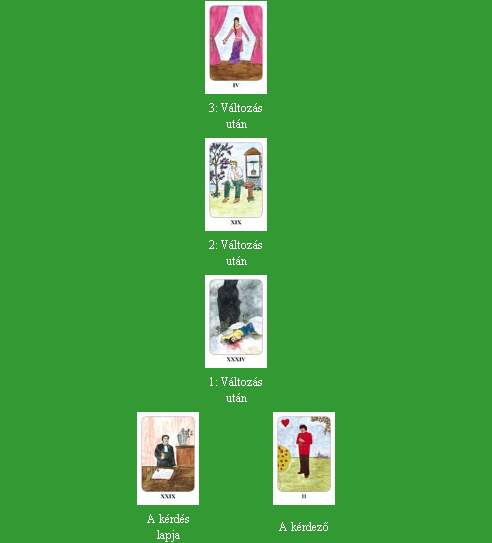 IV
3: Változás
után
XIX
2: Változás
után
XXXIV
1: Változás
után
XXIX
II
A kérdés
lapja
A kérdező